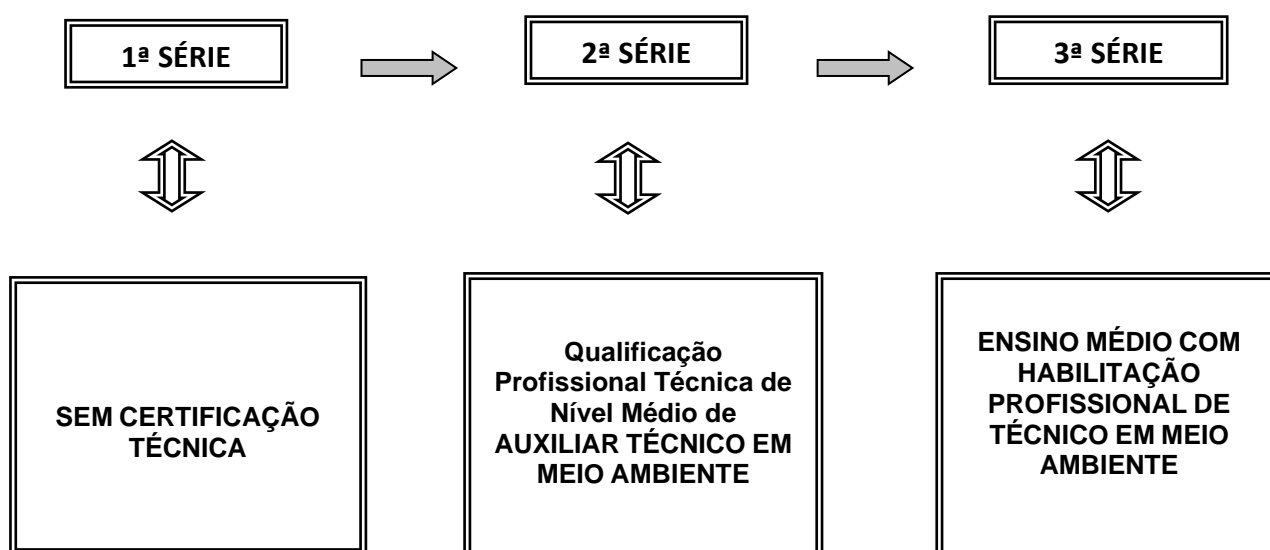 1ª SÉRIE
2ª SÉRIE
3ª SÉRIE
SEM CERTIFICAÇÃO
TÉCNICA
Qualificação
Profissional Técnica de
Nível Médio de
AUXILIAR TÉCNICO EM
MEIO AMBIENTE
ENSINO MÉDIO COM
HABILITAÇÃO
PROFISSIONAL DE
TÉCNICO EM MEIO
AMBIENTE